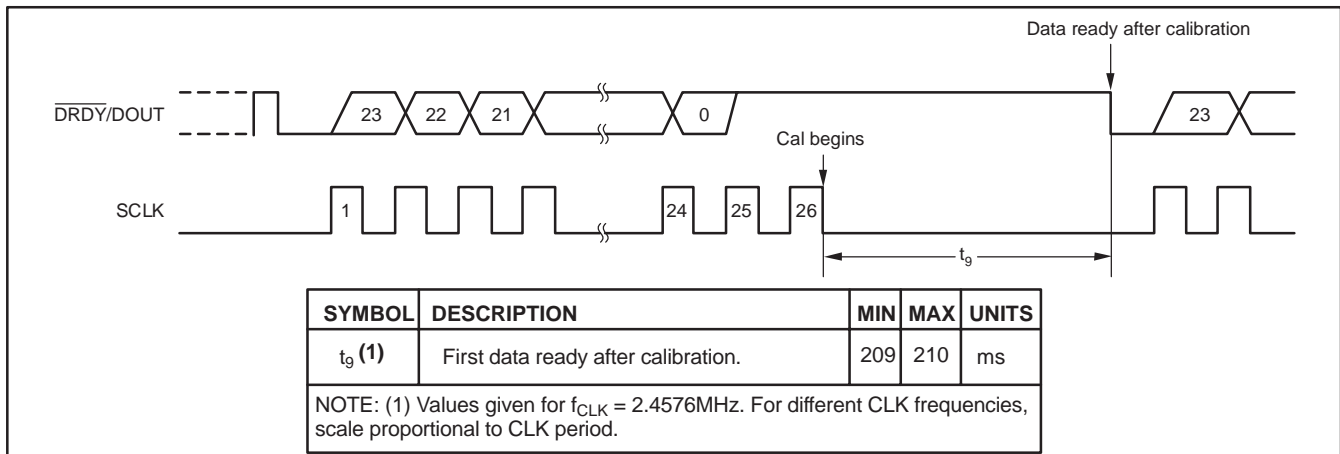 Data ready after calibration
DRDY/DOUT 23 22 21 0 23
Cal begins
SCLK 1 24 25 26
t9
SYMBOL DESCRIPTION MIN MAX UNITS
t9 (1) First data ready after calibration. 209 210 ms
NOTE: (1) Values given for fCLK = 2.4576MHz. For different CLK frequencies,
scale proportional to CLK period.